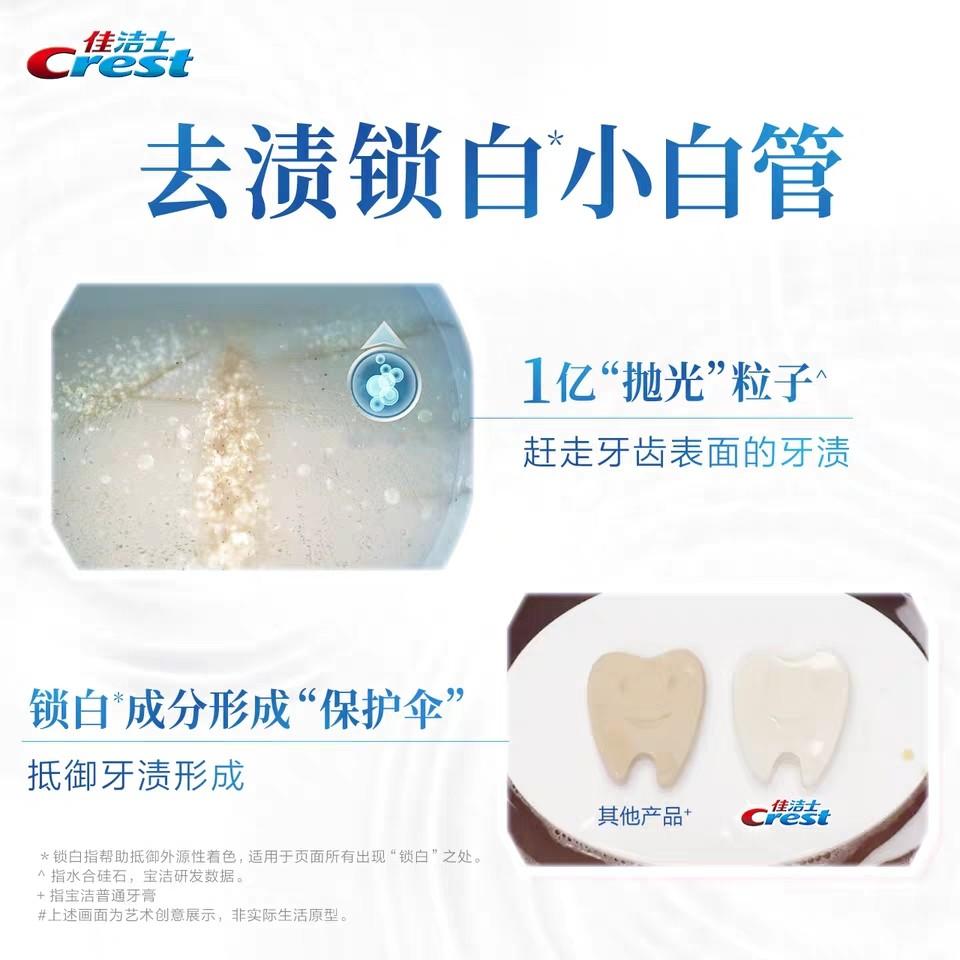 佳洁士
Crest
去渍锁白*小白管
1亿“抛光”粒子^
赶走牙齿表面的牙渍
锁白*成分形成“保护伞”
抵御牙渍形成
其他产品+
佳洁士
Crest
*锁白指帮助抵御外源性着色，适用于页面所有出现“锁白”之处。
^指水合硅石，宝洁研发数据。
+指宝洁普通牙膏
#上述画面为艺术创意展示，非实际生活原型。